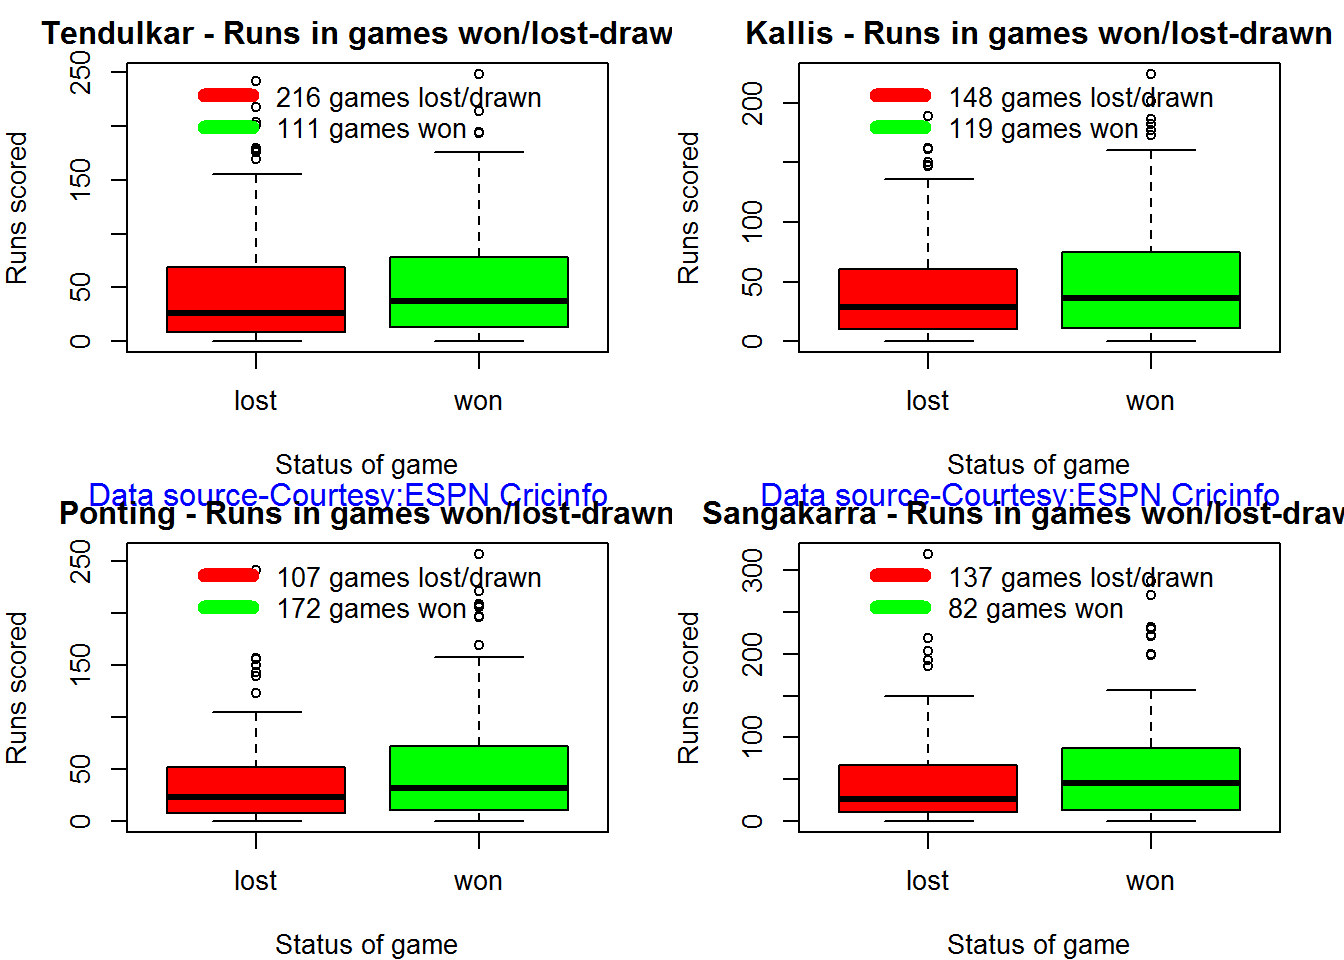 Tendulkar - Runs in games won/lost-draw
Runs scored
0
50
150
250
216 games lost/drawn
111 games won
lost
won
Status of game
Data source-Courtesy:ESPN Cricinfo
Kallis - Runs in games won/lost-drawn
Runs scored
0
50
100
200
148 games lost/drawn
119 games won
lost
won
Status of game
Data source-Courtesy:ESPN Cricinfo
Ponting - Runs in games won/lost-drawn
Runs scored
0
50
150
250
107 games lost/drawn
172 games won
lost
won
Status of game
Sangakarra - Runs in games won/lost-draw
Runs scored
0
100
200
300
137 games lost/drawn
82 games won
lost
won
Status of game